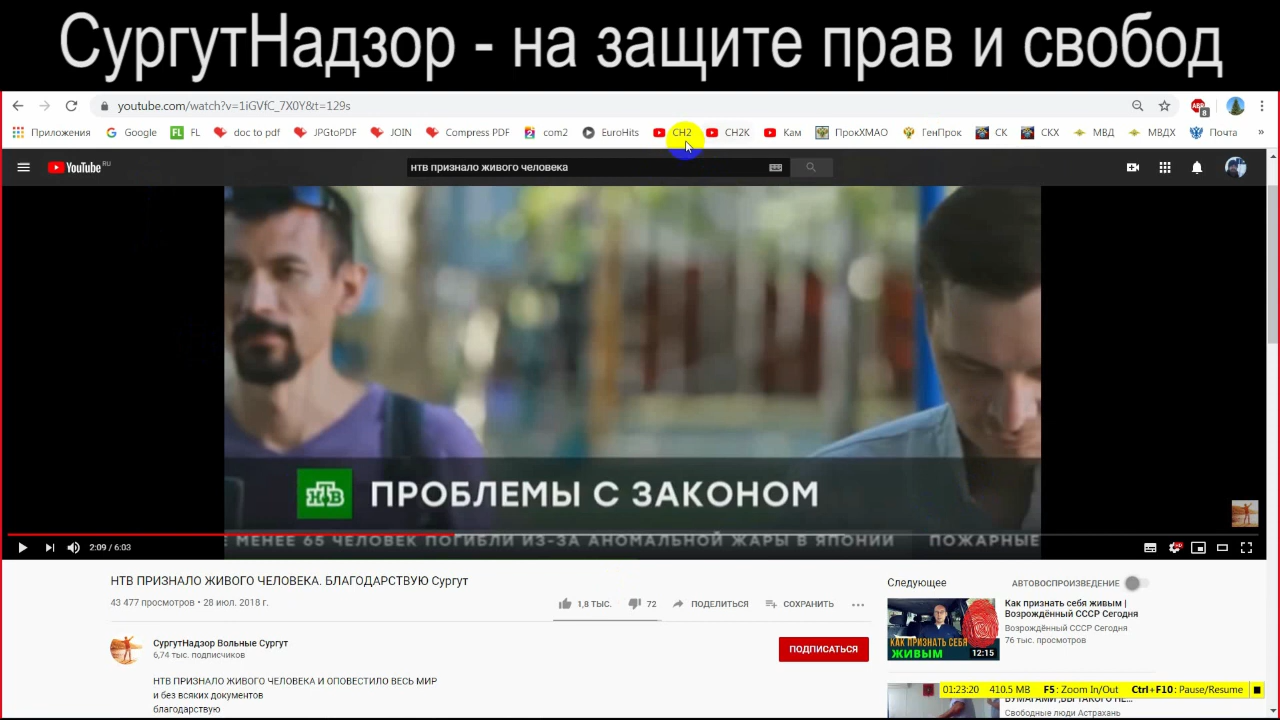 СургутНадзор - на защите прав и свобод
youtube.com/watch?v=1iGVfC_7X0Y&t=129s
ABP 8
Приложения Google FL FL doc to pdf JPGtoPDF JOIN Compress PDF com2 EuroHits CH2 CH2K Кам ПрокХМАО ГенПрок СК СКХ МВД МВДХ Почта »
YouTube RU
нтв признало живого человека
НТВ ПРОБЛЕМЫ С ЗАКОНОМ
Е МЕНЕЕ 65 ЧЕЛОВЕК ПОГИБЛИ ИЗ-ЗА АНОМАЛЬНОЙ ЖАРЫ В ЯПОНИИ ПОЖАРНЫЕ
2:09 / 6:03
НТВ ПРИЗНАЛО ЖИВОГО ЧЕЛОВЕКА. БЛАГОДАРСТВУЮ Сургут
43 477 просмотров • 28 июл. 2018 г.
1,8 ТЫС. 72 ПОДЕЛИТЬСЯ СОХРАНИТЬ
СургутНадзор Вольные Сургут
6,74 тыс. подписчиков
ПОДПИСАТЬСЯ
НТВ ПРИЗНАЛО ЖИВОГО ЧЕЛОВЕКА И ОПОВЕСТИЛО ВЕСЬ МИР
и без всяких документов
благодарствую
Следующее АВТОВОСПРОИЗВЕДЕНИЕ
КАК ПРИЗНАТЬ СЕБЯ
ЖИВЫМ
12:15
Как признать себя живым |
Возрождённый СССР Сегодня
Возрождённый СССР Сегодня
76 тыс. просмотров
Свободные люди Астрахань
01:23:20 410.5 MB F5: Zoom In/Out Ctrl+F10: Pause/Resume